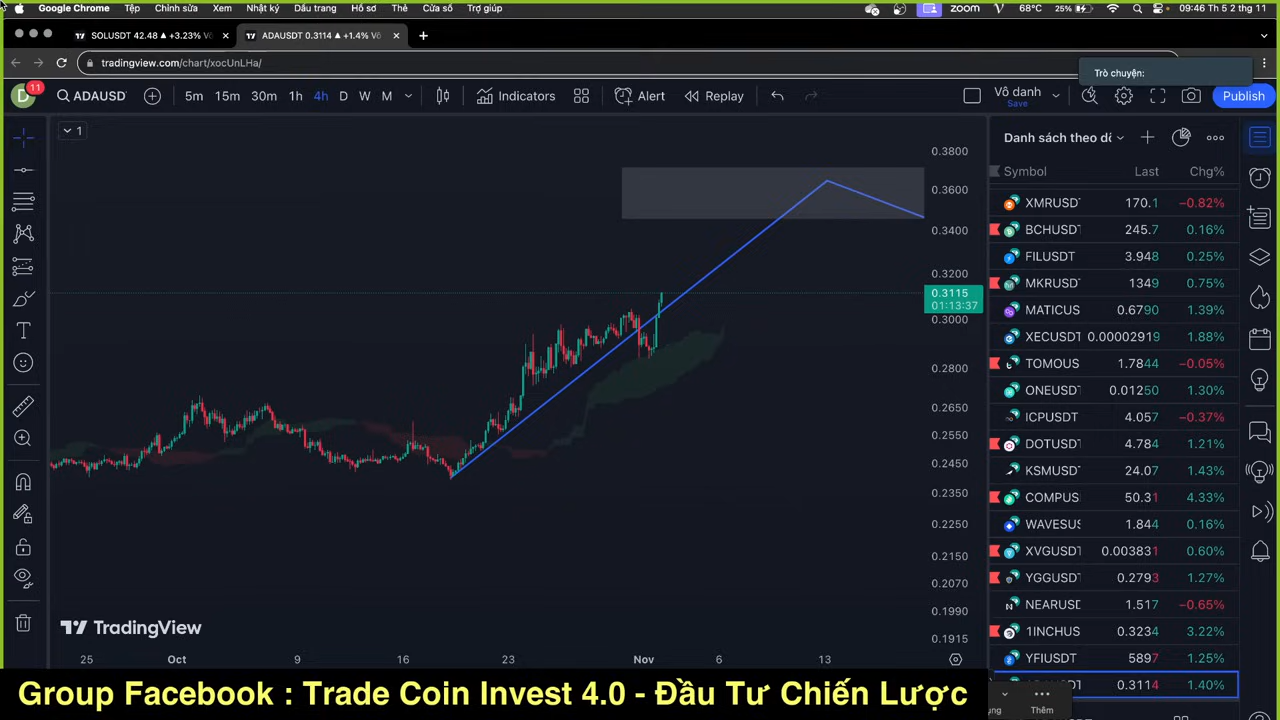 Google Chrome Tệp Chỉnh sửa Xem Nhật ký Dấu trang Hồ sơ Thẻ Cửa sổ Trợ giúp zoom 68°C 25% 09:46 Th 5 2 thg 11
SOLUSDT 42.48 ▲ +3.23% Vô ADAUSDT 0.3114 ▲ +1.4% Vô
tradingview.com/chart/xocUnLHa/
Trò chuyện:
D 11 ADAUSD 5m 15m 30m 1h 4h D W M Indicators Alert Replay Vô danh Save Publish
1
Danh sách theo dõ
Symbol Last Chg%
XMRUSDT 170.1 −0.82%
BCHUSDT 245.7 0.16%
FILUSDT 3.948 0.25%
MKRUSDT 1349 0.75%
MATICUS 0.6790 1.39%
XECUSDT 0.00002919 1.88%
TOMOUS 1.7844 −0.05%
ONEUSDT 0.01250 1.30%
ICPUSDT 4.057 −0.37%
DOTUSDT 4.784 1.21%
KSMUSDT 24.07 1.43%
COMPUS 50.31 4.33%
WAVESUS 1.844 0.16%
XVGUSDT 0.003831 0.60%
YGGUSDT 0.2793 1.27%
NEARUSD 1.517 −0.65%
1INCHUS 0.3234 3.22%
YFIUSDT 5897 1.25%
0.3114 1.40%
0.3800
0.3600
0.3400
0.3200
0.3115
01:13:37
0.3000
0.2800
0.2650
0.2550
0.2450
0.2350
0.2250
0.2150
0.2070
0.1990
0.1915
TradingView
25 Oct 9 16 23 Nov 6 13
Group Facebook : Trade Coin Invest 4.0 - Đầu Tư Chiến Lược
Thêm